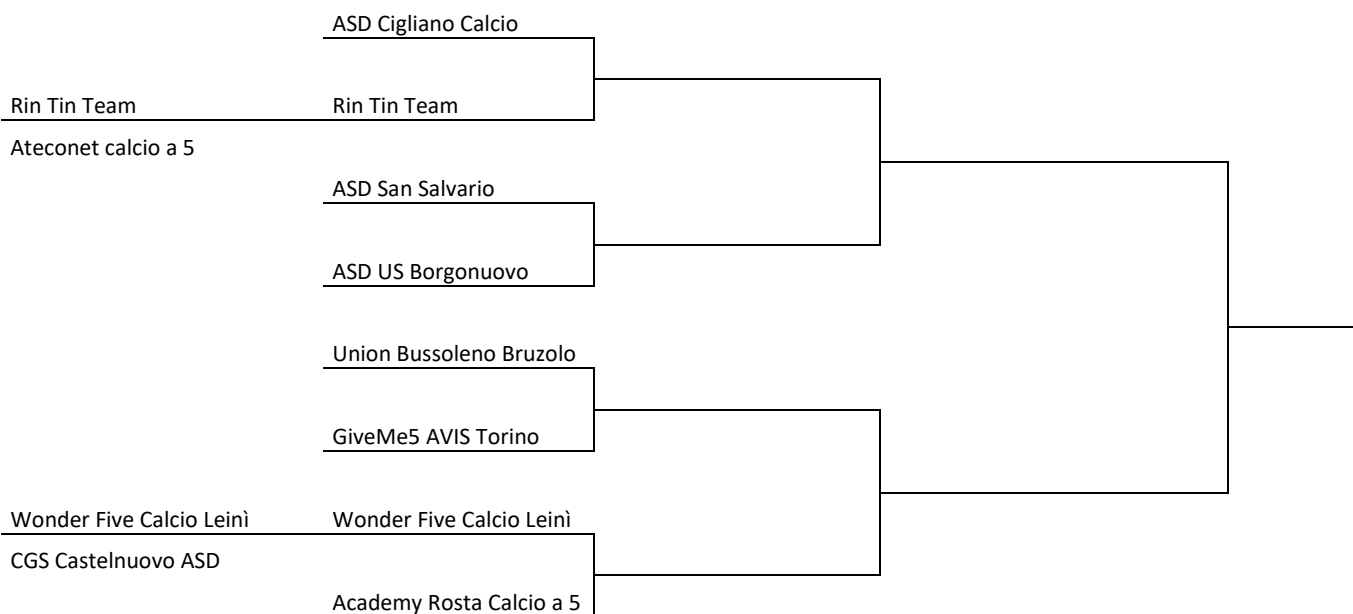 ASD Cigliano Calcio
Rin Tin Team
Rin Tin Team
Ateconet calcio a 5
ASD San Salvario
ASD US Borgonuovo
Union Bussoleno Bruzolo
GiveMe5 AVIS Torino
Wonder Five Calcio Leinì
Wonder Five Calcio Leinì
CGS Castelnuovo ASD
Academy Rosta Calcio a 5